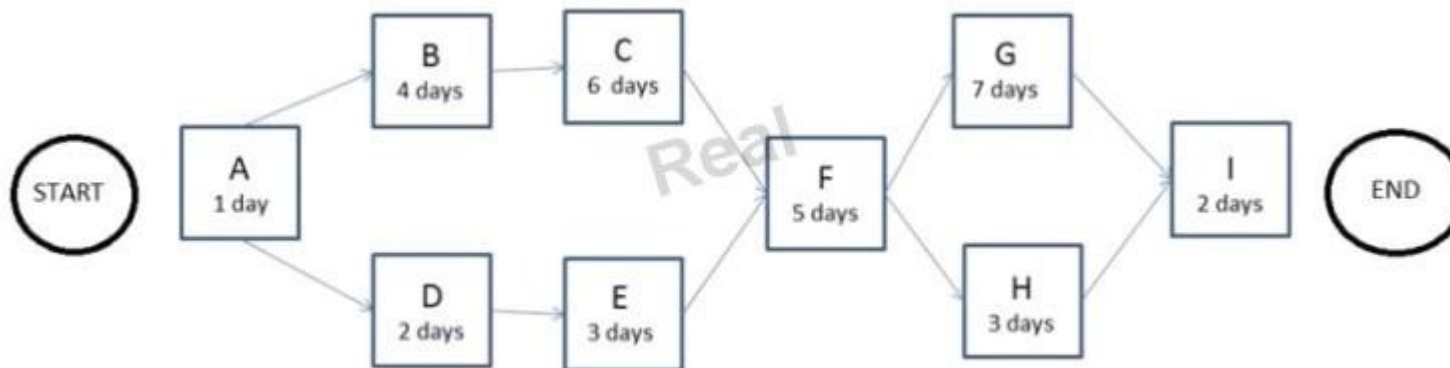 START
A
1 day
B
4 days
C
6 days
D
2 days
E
3 days
Real
F
5 days
G
7 days
H
3 days
I
2 days
END